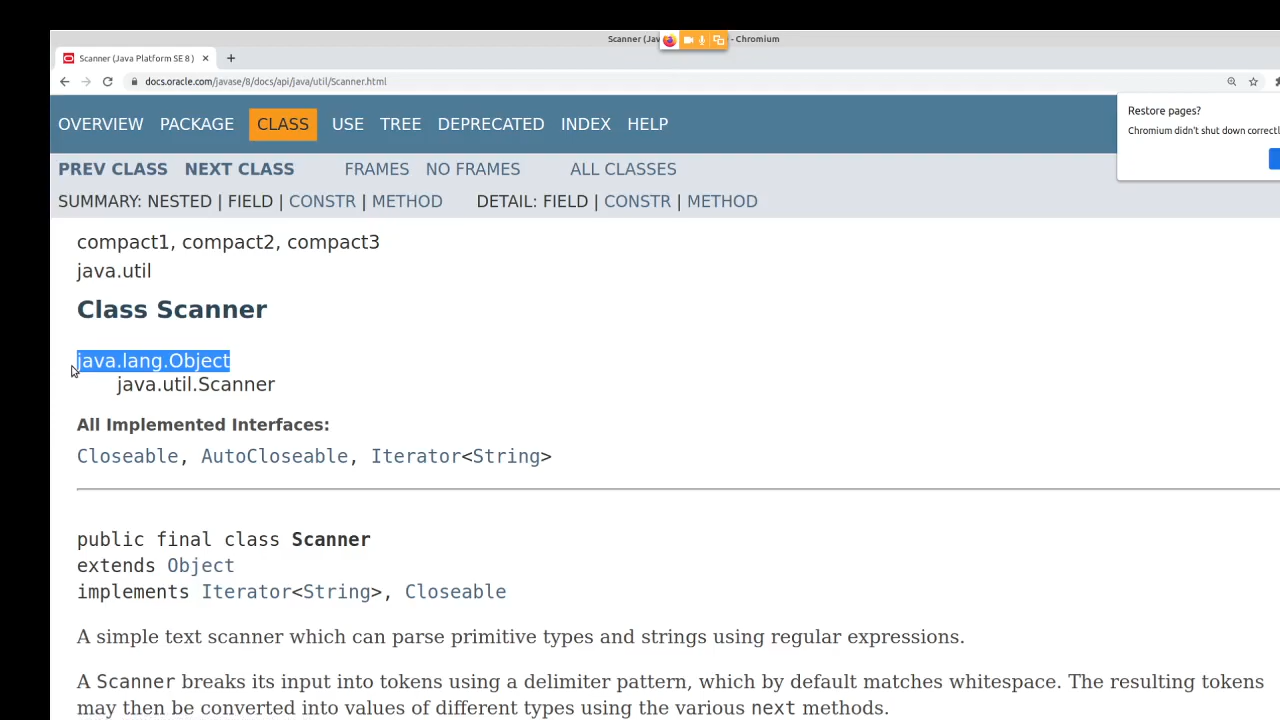 Scanner (Jav - Chromium
Scanner (Java Platform SE 8 )
docs.oracle.com/javase/8/docs/api/java/util/Scanner.html
Restore pages?
Chromium didn't shut down correctl
OVERVIEW PACKAGE CLASS USE TREE DEPRECATED INDEX HELP
PREV CLASS NEXT CLASS FRAMES NO FRAMES ALL CLASSES
SUMMARY: NESTED | FIELD | CONSTR | METHOD DETAIL: FIELD | CONSTR | METHOD
compact1, compact2, compact3
java.util
Class Scanner
java.lang.Object
java.util.Scanner
All Implemented Interfaces:
Closeable, AutoCloseable, Iterator<String>
public final class Scanner
extends Object
implements Iterator<String>, Closeable
A simple text scanner which can parse primitive types and strings using regular expressions.
A Scanner breaks its input into tokens using a delimiter pattern, which by default matches whitespace. The resulting tokens
may then be converted into values of different types using the various next methods.